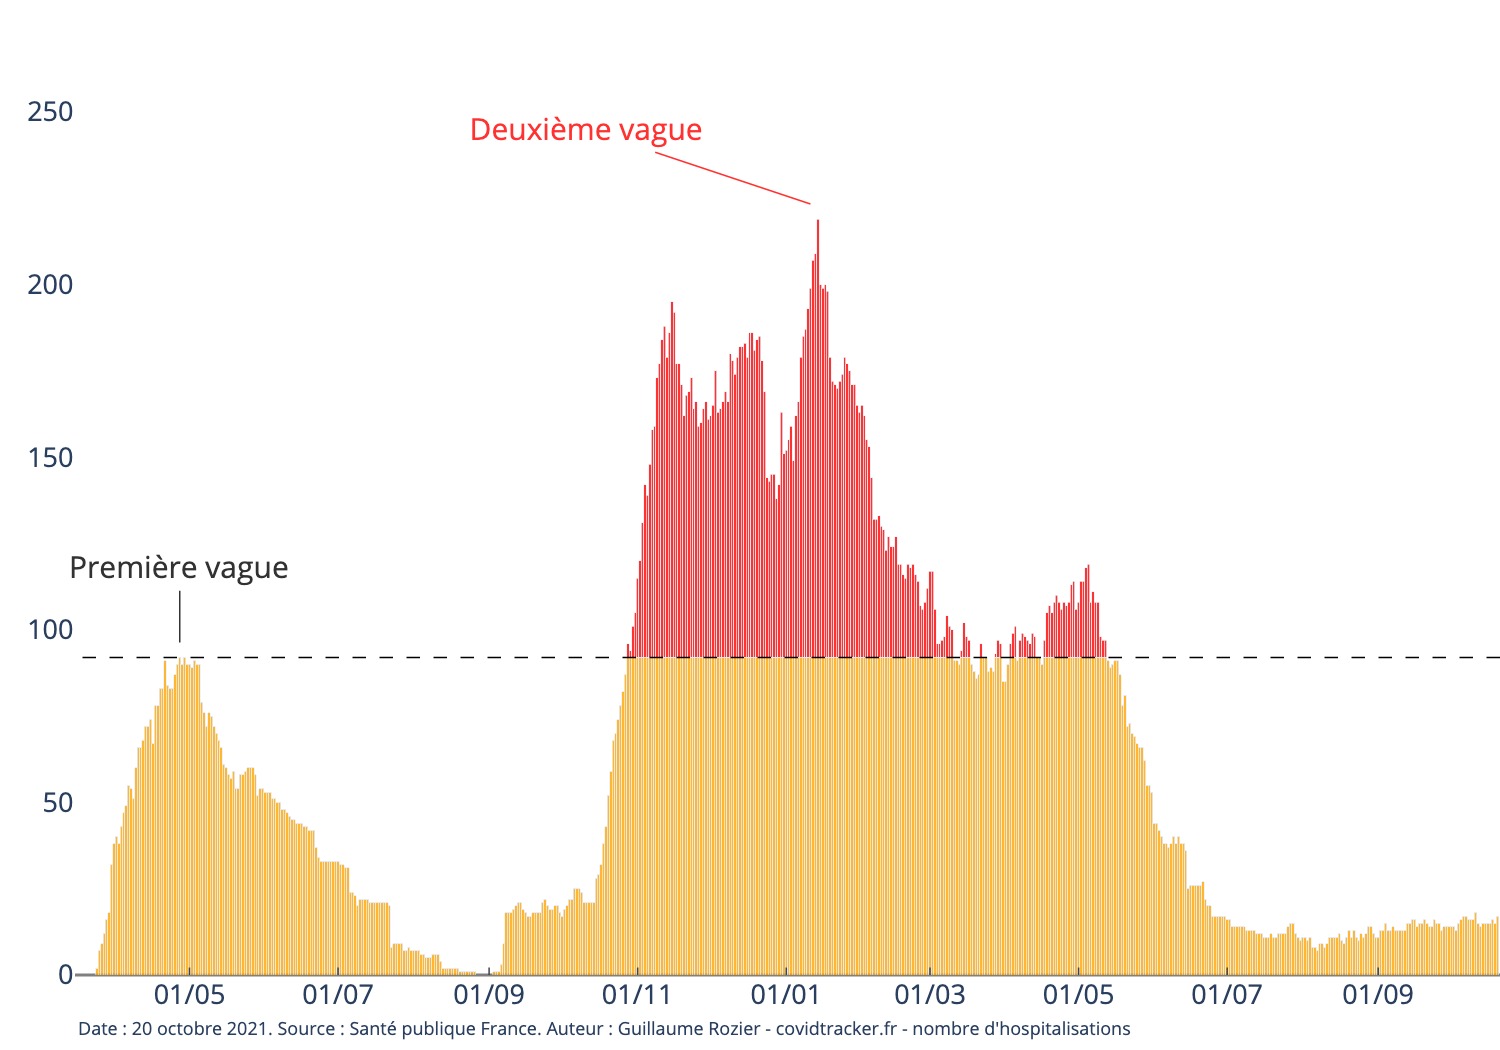 250
Deuxième vague
200
150
Première vague
100
50
0
01/05 01/07 01/09 01/11 01/01 01/03 01/05 01/07 01/09
Date : 20 octobre 2021. Source : Santé publique France. Auteur : Guillaume Rozier - covidtracker.fr - nombre d'hospitalisations